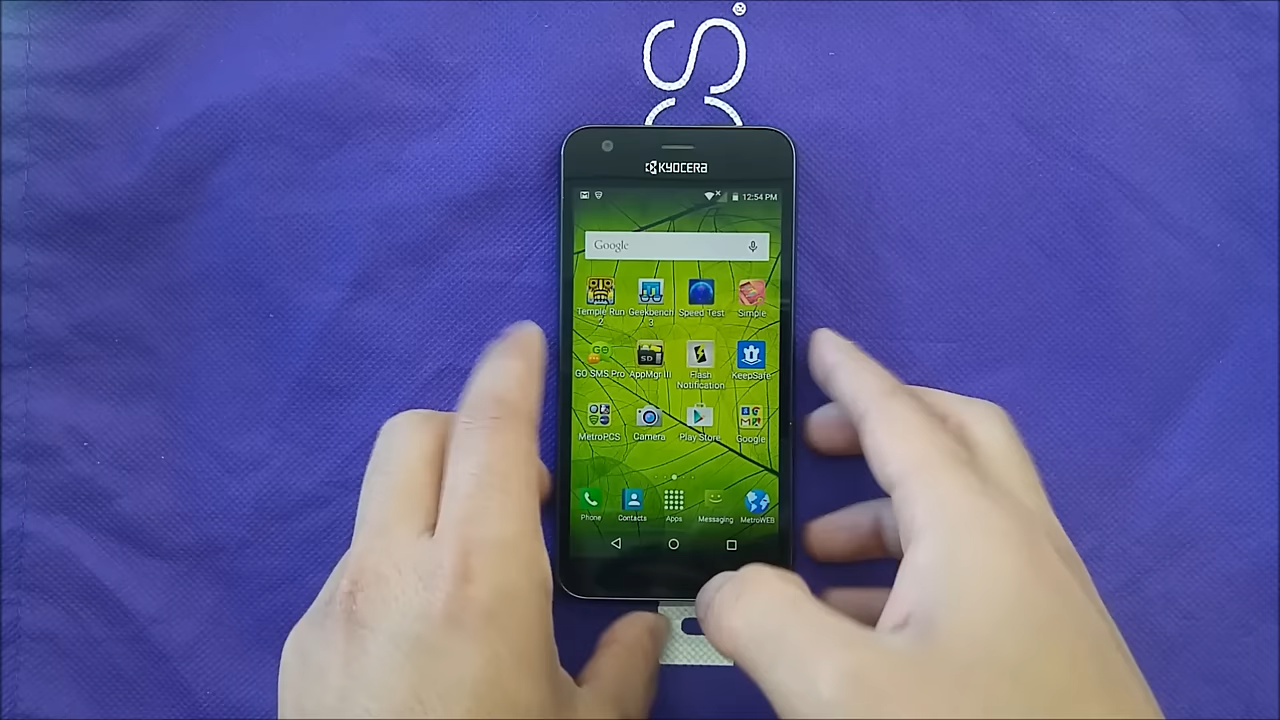 S®
KYOCERA
12:54 PM
Google
Temple Run 2
Geekbench 3
Speed Test
Simple
GO SMS Pro
AppMgr III
Flash Notification
KeepSafe
MetroPCS
Camera
Play Store
Google
Phone
Contacts
Apps
Messaging
MetroWEB